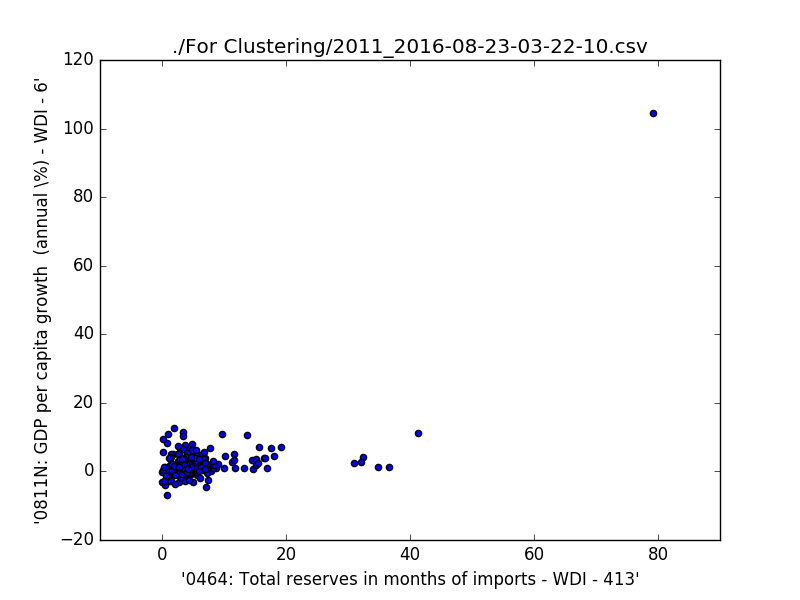 ./For Clustering/2011_2016-08-23-03-22-10.csv
120
100
80
60
40
20
0
−20
'0811N: GDP per capita growth  (annual \%) - WDI - 6'
0 20 40 60 80
'0464: Total reserves in months of imports - WDI - 413'